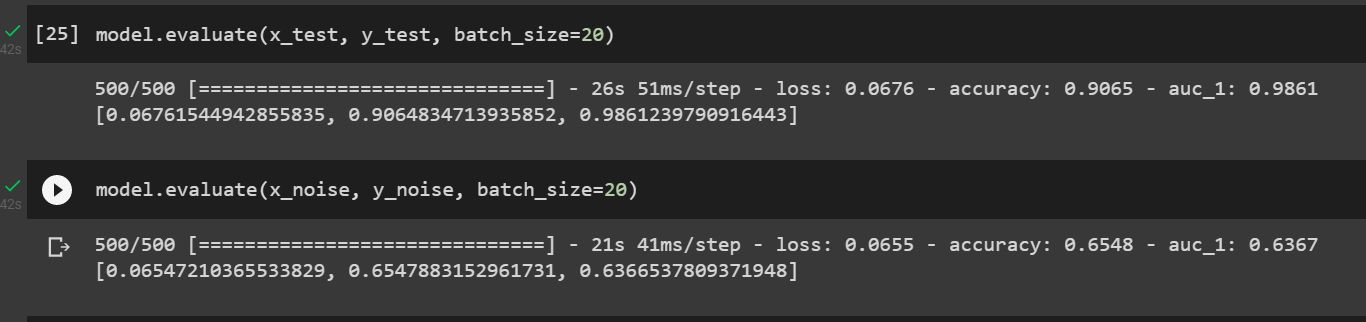 [25] model.evaluate(x_test, y_test, batch_size=20)
42s
500/500 [==============================] - 26s 51ms/step - loss: 0.0676 - accuracy: 0.9065 - auc_1: 0.9861
[0.06761544942855835, 0.9064834713935852, 0.9861239790916443]
model.evaluate(x_noise, y_noise, batch_size=20)
42s
500/500 [==============================] - 21s 41ms/step - loss: 0.0655 - accuracy: 0.6548 - auc_1: 0.6367
[0.06547210365533829, 0.6547883152961731, 0.6366537809371948]